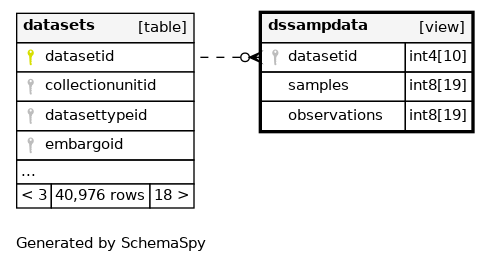 datasets [table]
datasetid
collectionunitid
datasettypeid
embargoid
...
< 3 40,976 rows 18 >
dssampdata [view]
datasetid int4[10]
samples int8[19]
observations int8[19]
Generated by SchemaSpy